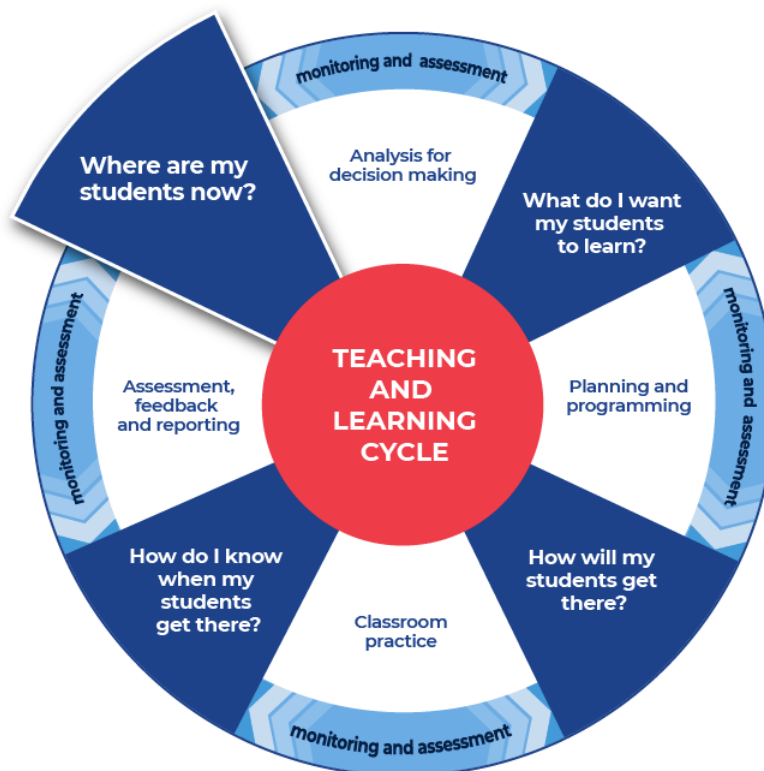 monitoring and assessment
Where are my
students now?
Analysis for
decision making
What do I want
my students
to learn?
monitoring and assessment
Planning and
programming
How will my
students get
there?
Classroom
practice
monitoring and assessment
How do I know
when my
students
get there?
Assessment,
feedback
and reporting
monitoring and assessment
TEACHING
AND
LEARNING
CYCLE